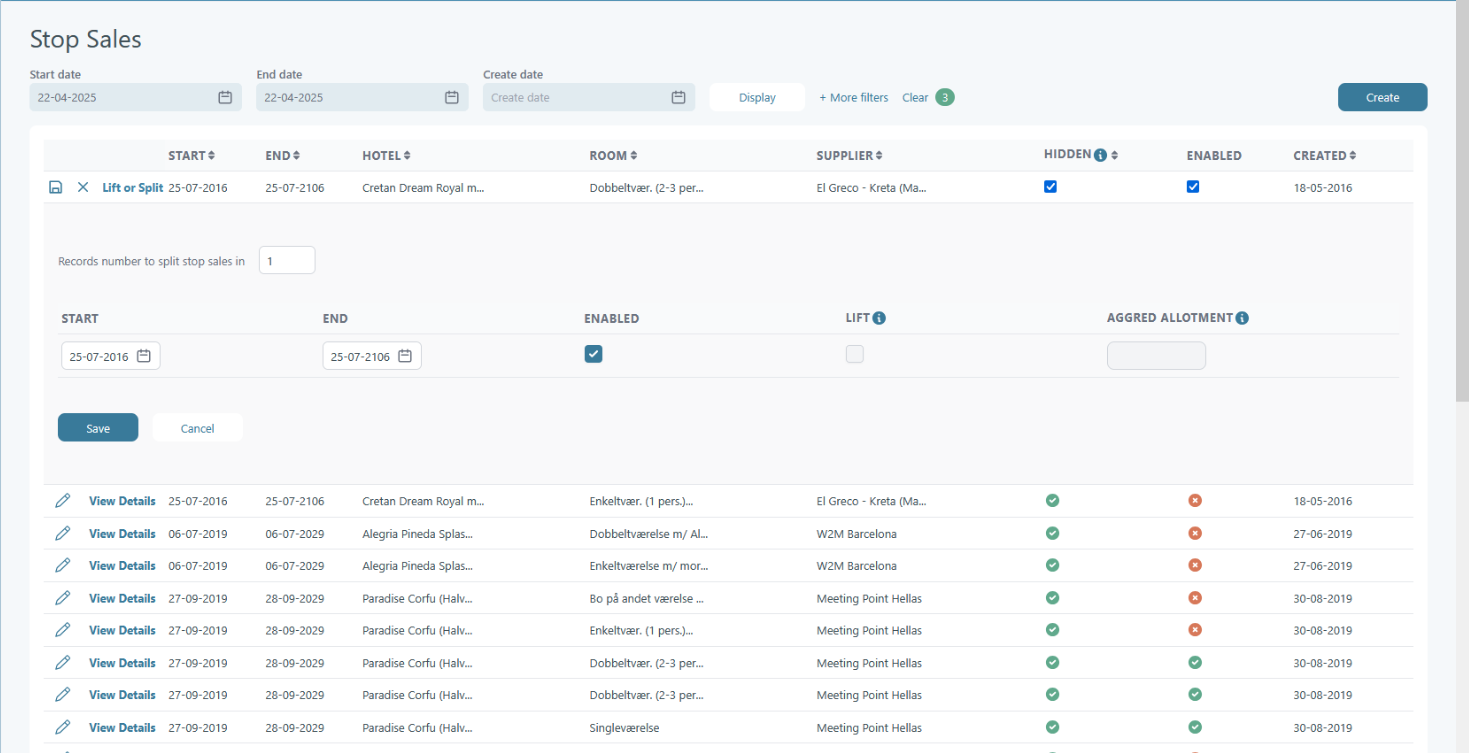 Stop Sales
Start date End date Create date
22-04-2025 22-04-2025 Create date Display + More filters Clear 3 Create
START END HOTEL ROOM SUPPLIER HIDDEN ENABLED CREATED
Lift or Split 25-07-2016 25-07-2106 Cretan Dream Royal m... Dobbeltvær. (2-3 per... El Greco - Kreta (Ma... 18-05-2016
Records number to split stop sales in 1
START END ENABLED LIFT AGGRED ALLOTMENT
25-07-2016 25-07-2106
Save Cancel
View Details 25-07-2016 25-07-2106 Cretan Dream Royal m... Enkeltvær. (1 pers.)... El Greco - Kreta (Ma... 18-05-2016
View Details 06-07-2019 06-07-2029 Alegria Pineda Splas... Dobbeltværelse m/ Al... W2M Barcelona 27-06-2019
View Details 06-07-2019 06-07-2029 Alegria Pineda Splas... Enkeltværelse m/ mor... W2M Barcelona 27-06-2019
View Details 27-09-2019 28-09-2029 Paradise Corfu (Halv... Bo på andet værelse ... Meeting Point Hellas 30-08-2019
View Details 27-09-2019 28-09-2029 Paradise Corfu (Halv... Enkeltvær. (1 pers.)... Meeting Point Hellas 30-08-2019
View Details 27-09-2019 28-09-2029 Paradise Corfu (Halv... Dobbeltvær. (2-3 per... Meeting Point Hellas 30-08-2019
View Details 27-09-2019 28-09-2029 Paradise Corfu (Halv... Dobbeltvær. (2-3 per... Meeting Point Hellas 30-08-2019
View Details 27-09-2019 28-09-2029 Paradise Corfu (Halv... Singleværelse Meeting Point Hellas 30-08-2019